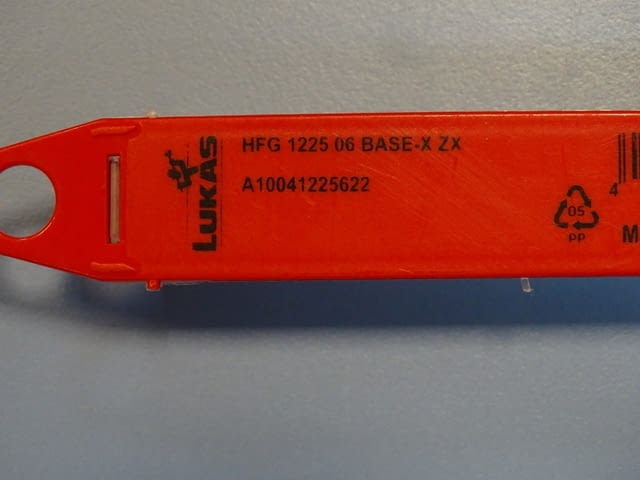 LUKAS
HFG 1225 06 BASE-X ZX
A10041225622
05
PP
4
M